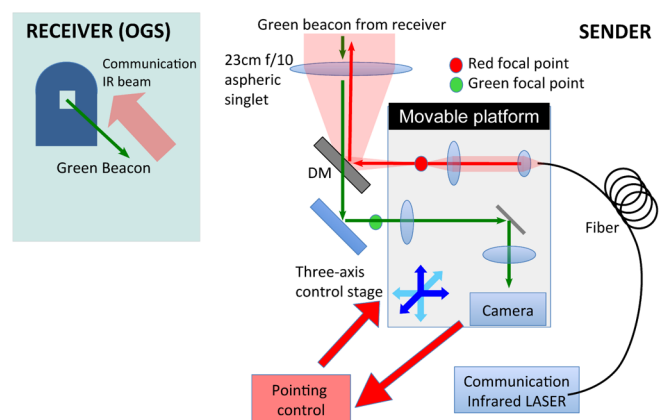 RECEIVER (OGS)
Communication
IR beam
Green Beacon
Green beacon from receiver
SENDER
23cm f/10
aspheric
singlet
Red focal point
Green focal point
Movable platform
DM
Fiber
Three-axis
control stage
Camera
Pointing
control
Communication
Infrared LASER